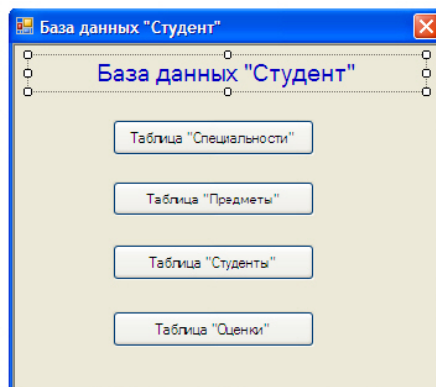 База данных "Студент"
База данных "Студент"
Таблица "Специальности"
Таблица "Предметы"
Таблица "Студенты"
Таблица "Оценки"